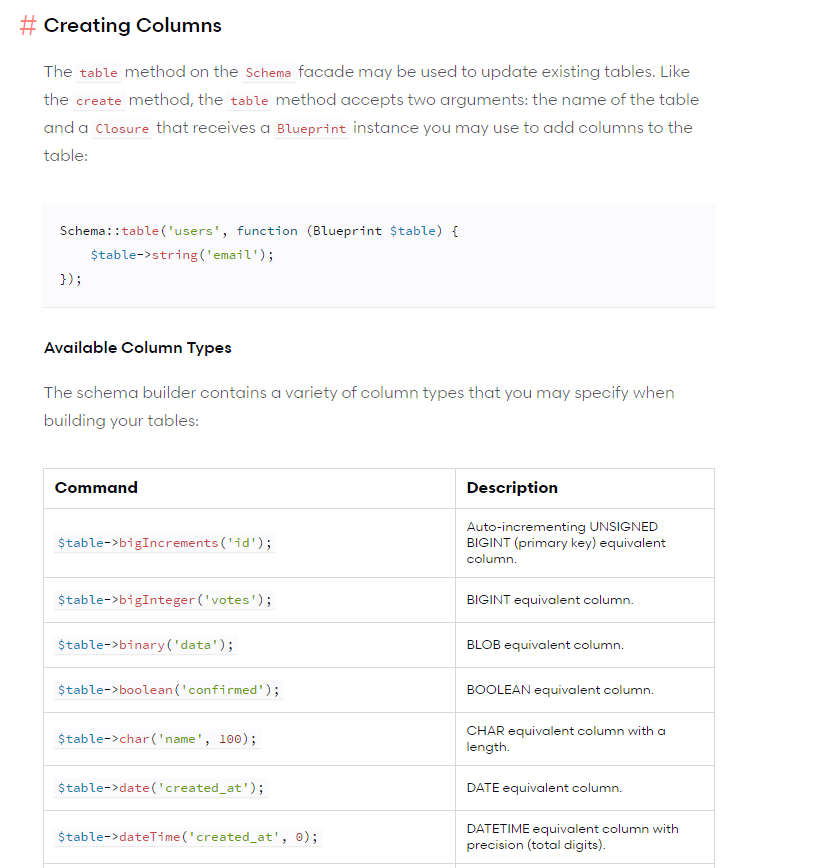 # Creating Columns
The table method on the Schema facade may be used to update existing tables. Like
the create method, the table method accepts two arguments: the name of the table
and a Closure that receives a Blueprint instance you may use to add columns to the
table:
Schema::table('users', function (Blueprint $table) {
    $table->string('email');
});
Available Column Types
The schema builder contains a variety of column types that you may specify when
building your tables:
Command Description
$table->bigIncrements('id'); Auto-incrementing UNSIGNED
BIGINT (primary key) equivalent
column.
$table->bigInteger('votes'); BIGINT equivalent column.
$table->binary('data'); BLOB equivalent column.
$table->boolean('confirmed'); BOOLEAN equivalent column.
$table->char('name', 100); CHAR equivalent column with a
length.
$table->date('created_at'); DATE equivalent column.
$table->dateTime('created_at', 0); DATETIME equivalent column with
precision (total digits).